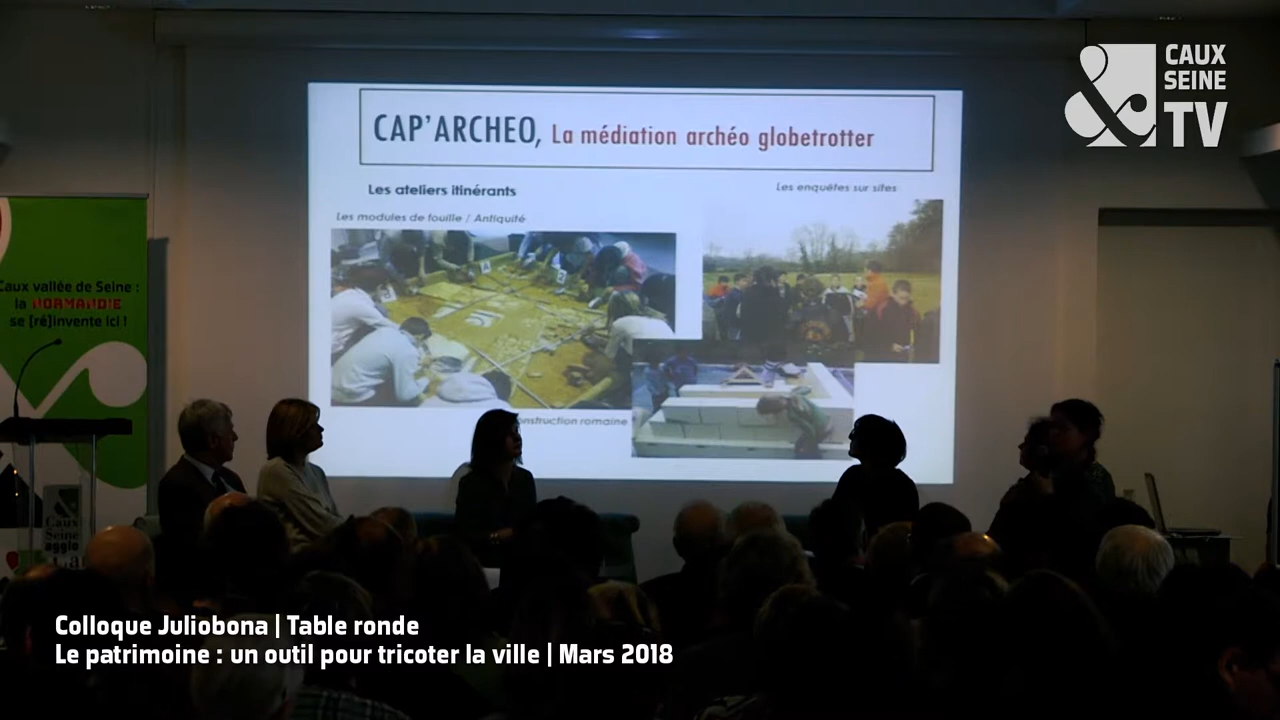 CAUX
SEINE
TV
CAP'ARCHEO, La médiation archéo globetrotter
Les ateliers itinérants
Les enquêtes sur sites
Les modules de fouille / Antiquité
construction romaine
Caux vallée de Seine :
la NORMANDIE
se [ré]invente ici !
Caux
Seine
agglo
Colloque Juliobona | Table ronde
Le patrimoine : un outil pour tricoter la ville | Mars 2018